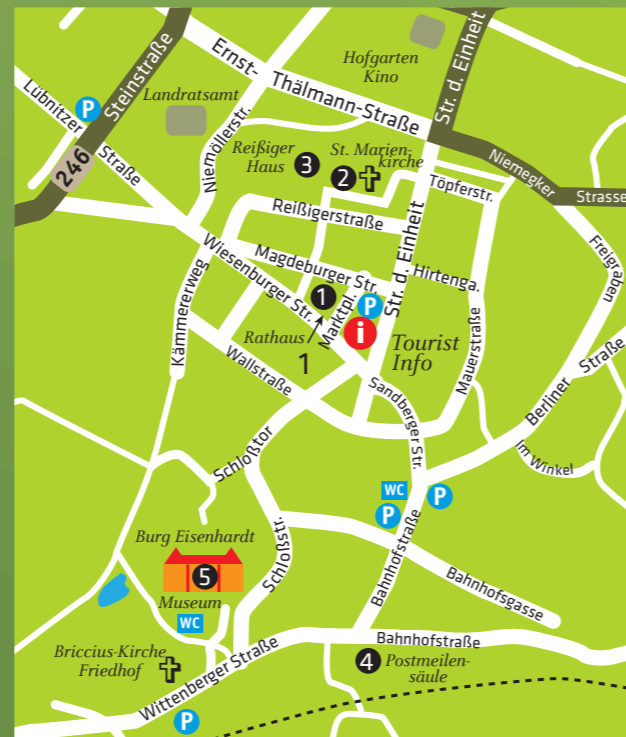 Ernst-
Thälmann-Straße
Hofgarten
Kino
Str. d. Einheit
Steinstraße
Lübnitzer
Straße
P
246
Landratsamt
Niemöllerstr.
Reißiger
Haus
3
St. Marien-
kirche
2
Niemegker
Strasse
Töpferstr.
Reißigerstraße
Freigraben
Kämmererweg
Wiesenburger Str.
Magdeburger Str.
Str. d. Einheit
Hirtenga.
1
Marktpl.
P
i
Rathaus
1
Tourist
Info
Mauerstraße
Berliner Straße
Wallstraße
Sandberger Str.
Im Winkel
Schloßtor
WC
P
P
Bahnhofstraße
Burg Eisenhardt
5
Museum
WC
Schloßstr.
Bahnhofsgasse
Bahnhofstraße
Briccius-Kirche
Friedhof
Wittenberger Straße
4
Postmeilen-
säule
P